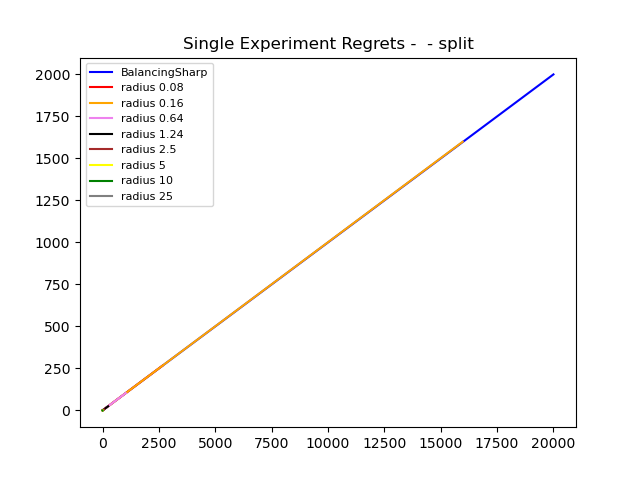 Single Experiment Regrets -  - split
2000
1750
1500
1250
1000
750
500
250
0
BalancingSharp
radius 0.08
radius 0.16
radius 0.64
radius 1.24
radius 2.5
radius 5
radius 10
radius 25
0 2500 5000 7500 10000 12500 15000 17500 20000